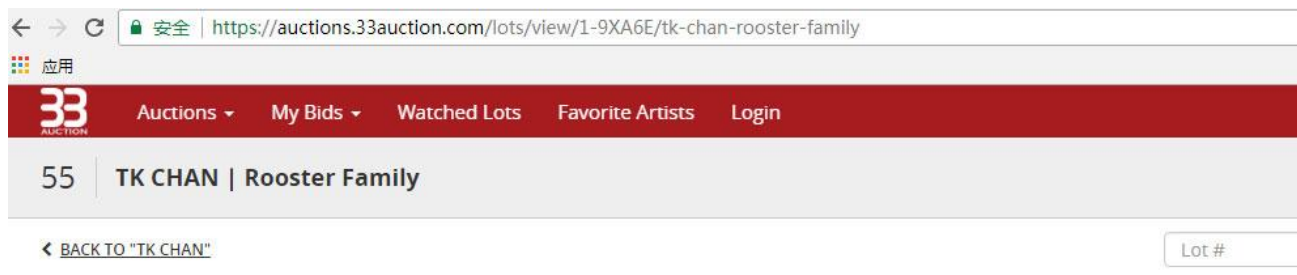 安全 | https://auctions.33auction.com/lots/view/1-9XA6E/tk-chan-rooster-family
应用
33 AUCTION Auctions My Bids Watched Lots Favorite Artists Login
55 TK CHAN | Rooster Family
BACK TO "TK CHAN" Lot #